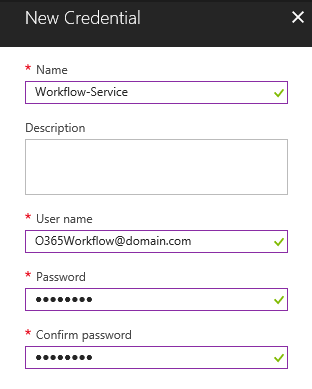 New Credential
* Name
Workflow-Service
Description
* User name
O365Workflow@domain.com
* Password
●●●●●●●●
* Confirm password
●●●●●●●●